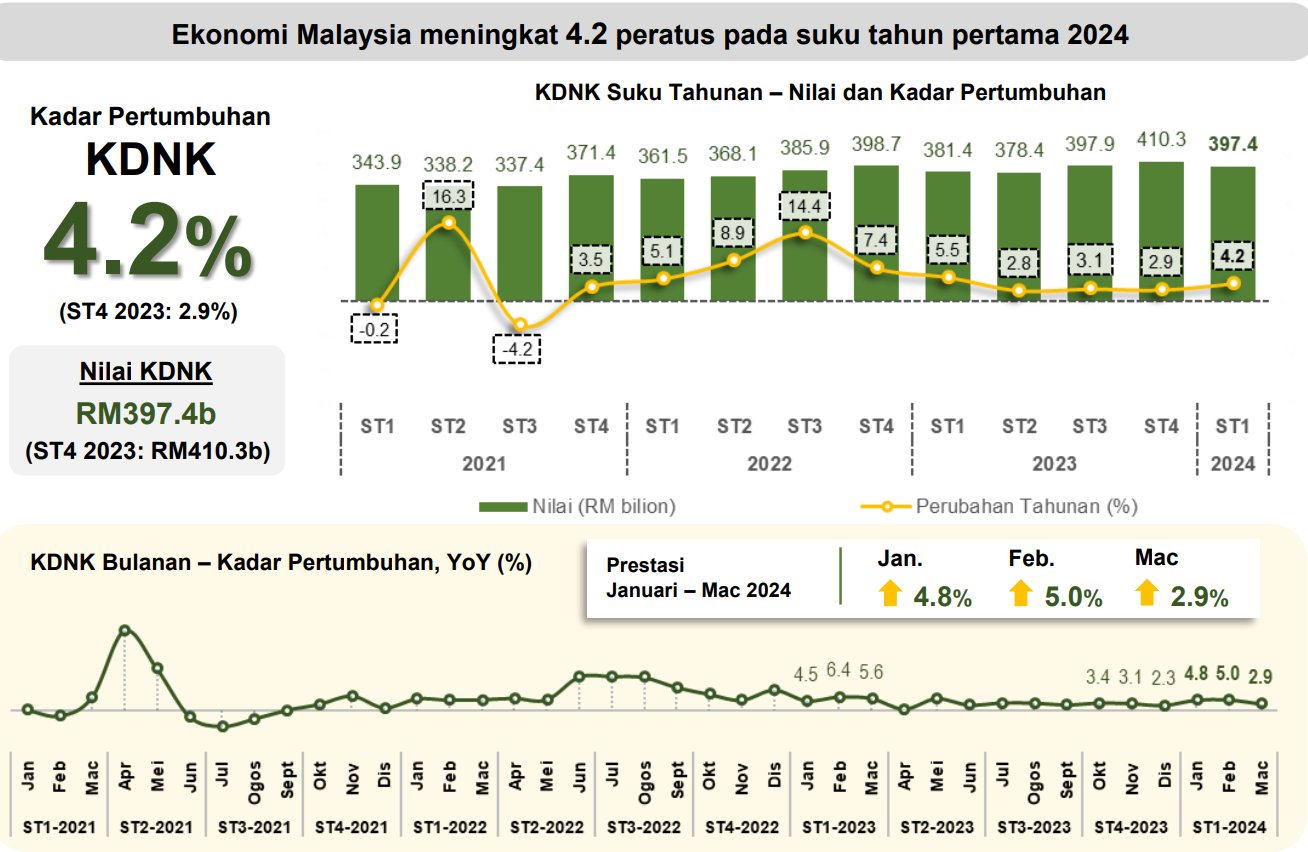 Ekonomi Malaysia meningkat 4.2 peratus pada suku tahun pertama 2024
Kadar Pertumbuhan
KDNK
4.2%
(ST4 2023: 2.9%)
Nilai KDNK
RM397.4b
(ST4 2023: RM410.3b)
KDNK Suku Tahunan – Nilai dan Kadar Pertumbuhan
343.9 338.2 337.4 371.4 361.5 368.1 385.9 398.7 381.4 378.4 397.9 410.3 397.4
-0.2 16.3 -4.2 3.5 5.1 8.9 14.4 7.4 5.5 2.8 3.1 2.9 4.2
ST1 ST2 ST3 ST4 ST1 ST2 ST3 ST4 ST1 ST2 ST3 ST4 ST1
2021 2022 2023 2024
Nilai (RM bilion) Perubahan Tahunan (%)
KDNK Bulanan – Kadar Pertumbuhan, YoY (%)
Prestasi
Januari – Mac 2024
Jan. Feb. Mac
4.8% 5.0% 2.9%
4.5 6.4 5.6 3.4 3.1 2.3 4.8 5.0 2.9
Jan Feb Mac Apr Mei Jun Jul Ogos Sept Okt Nov Dis Jan Feb Mac Apr Mei Jun Jul Ogos Sept Okt Nov Dis Jan Feb Mac Apr Mei Jun Jul Ogos Sept Okt Nov Dis Jan Feb Mac
ST1-2021 ST2-2021 ST3-2021 ST4-2021 ST1-2022 ST2-2022 ST3-2022 ST4-2022 ST1-2023 ST2-2023 ST3-2023 ST4-2023 ST1-2024